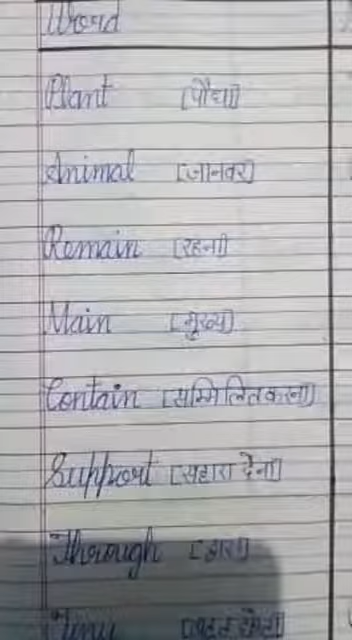 Word
Plant [पौधा]
Animal [जानवर]
Remain [रहना]
Main [मुख्य]
Contain [सम्मिलित करना]
Support [सहारा देना]
Through [द्वारा]